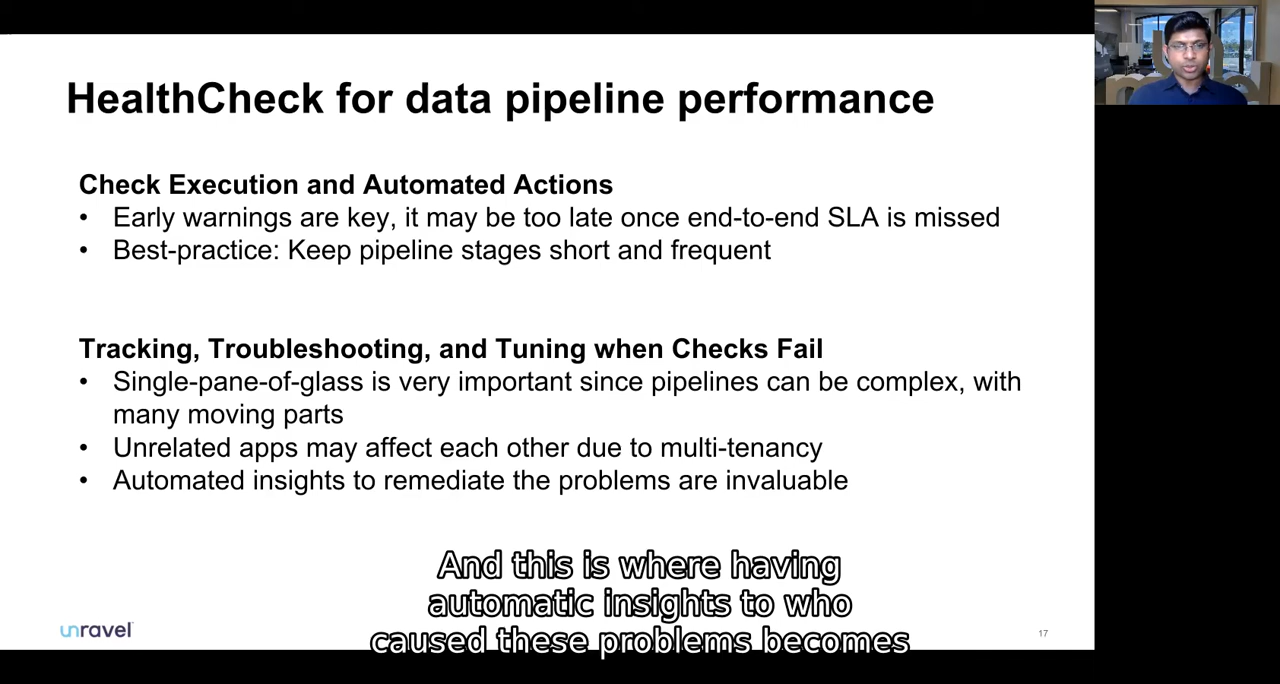 HealthCheck for data pipeline performance
Check Execution and Automated Actions
• Early warnings are key, it may be too late once end-to-end SLA is missed
• Best-practice: Keep pipeline stages short and frequent
Tracking, Troubleshooting, and Tuning when Checks Fail
• Single-pane-of-glass is very important since pipelines can be complex, with
many moving parts
• Unrelated apps may affect each other due to multi-tenancy
• Automated insights to remediate the problems are invaluable
And this is where having
automatic insights to who
caused these problems becomes
unravel
17